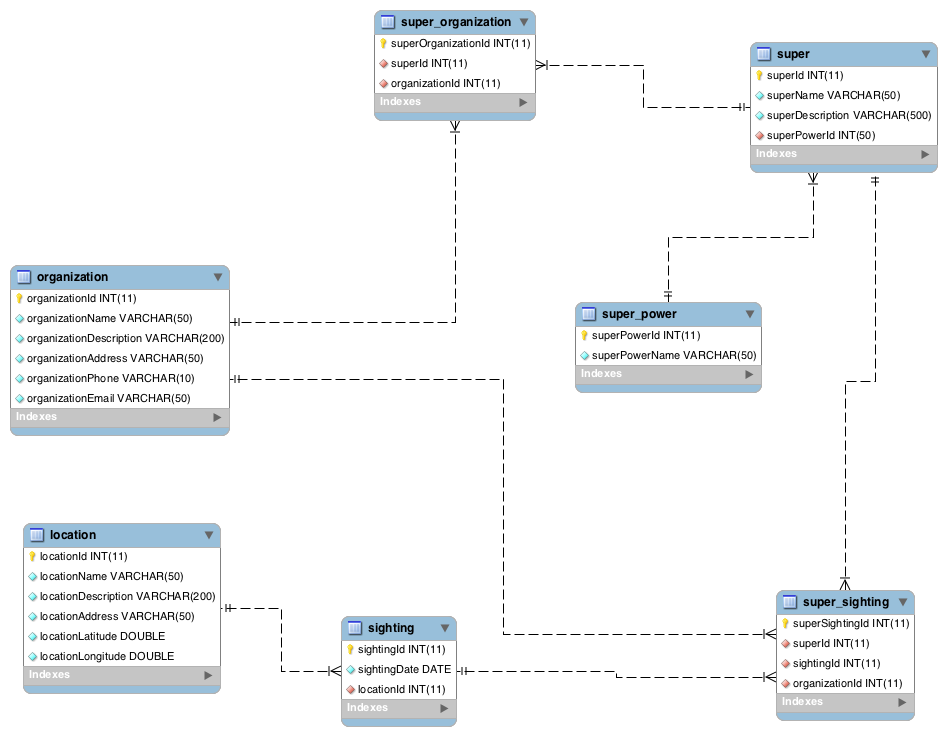 super_organization
superOrganizationId INT(11)
superId INT(11)
organizationId INT(11)
Indexes
super
superId INT(11)
superName VARCHAR(50)
superDescription VARCHAR(500)
superPowerId INT(50)
Indexes
organization
organizationId INT(11)
organizationName VARCHAR(50)
organizationDescription VARCHAR(200)
organizationAddress VARCHAR(50)
organizationPhone VARCHAR(10)
organizationEmail VARCHAR(50)
Indexes
super_power
superPowerId INT(11)
superPowerName VARCHAR(50)
Indexes
location
locationId INT(11)
locationName VARCHAR(50)
locationDescription VARCHAR(200)
locationAddress VARCHAR(50)
locationLatitude DOUBLE
locationLongitude DOUBLE
Indexes
sighting
sightingId INT(11)
sightingDate DATE
locationId INT(11)
Indexes
super_sighting
superSightingId INT(11)
superId INT(11)
sightingId INT(11)
organizationId INT(11)
Indexes